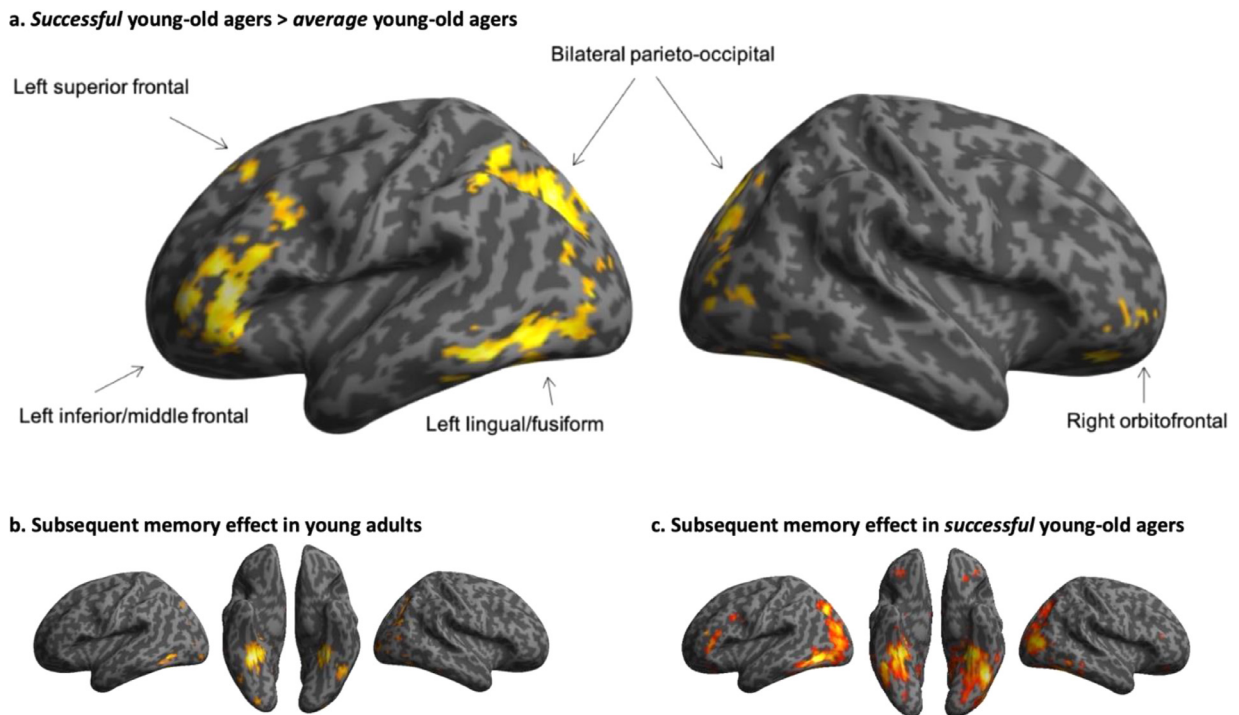 a. Successful young-old agers > average young-old agers
Bilateral parieto-occipital
Left superior frontal
Left inferior/middle frontal
Left lingual/fusiform
Right orbitofrontal
b. Subsequent memory effect in young adults
c. Subsequent memory effect in successful young-old agers